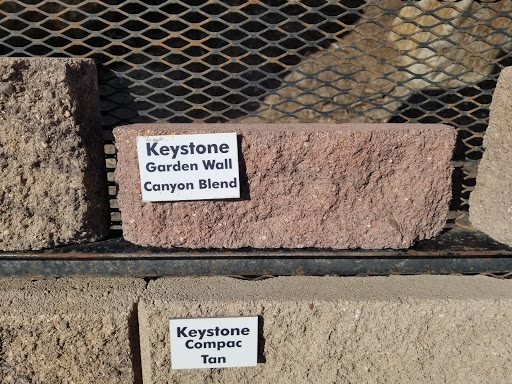 Keystone
Garden Wall
Canyon Blend
Keystone
Compac
Tan